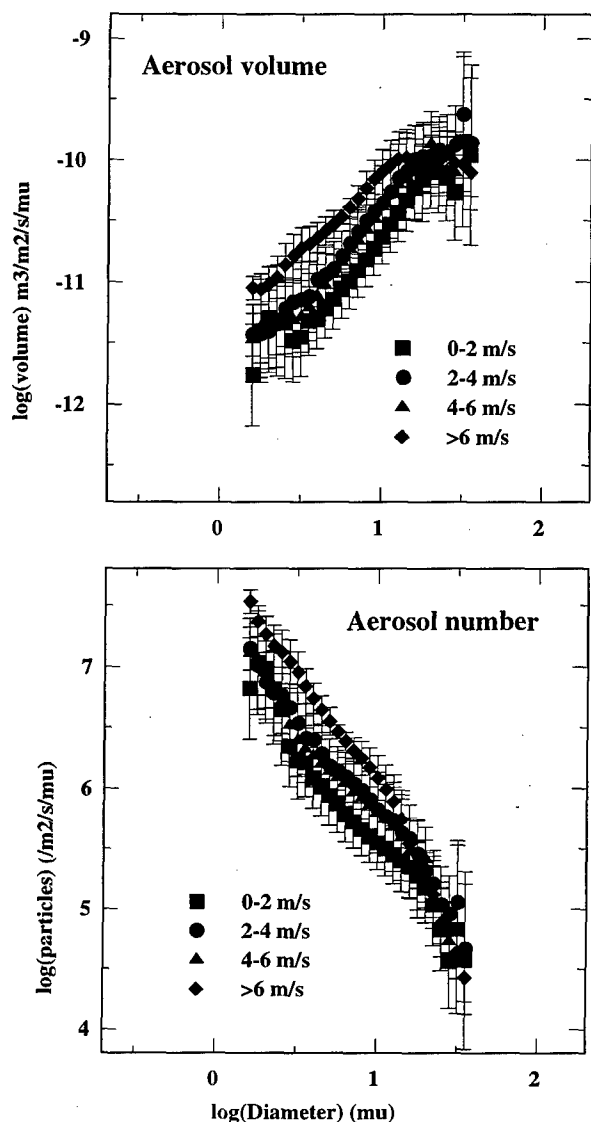 -9
Aerosol volume
-10
log(volume) m3/m2/s/mu
-11
0-2 m/s
2-4 m/s
-12
4-6 m/s
>6 m/s
0
1
2
Aerosol number
7
6
log(particles) (/m2/s/mu)
5
0-2 m/s
2-4 m/s
4-6 m/s
>6 m/s
4
0
1
2
log(Diameter) (mu)